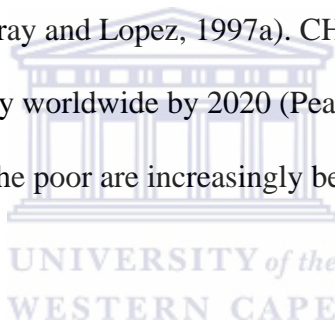 ray and Lopez, 1997a). CH
y worldwide by 2020 (Pea
he poor are increasingly be
UNIVERSITY of the
WESTERN CAPE